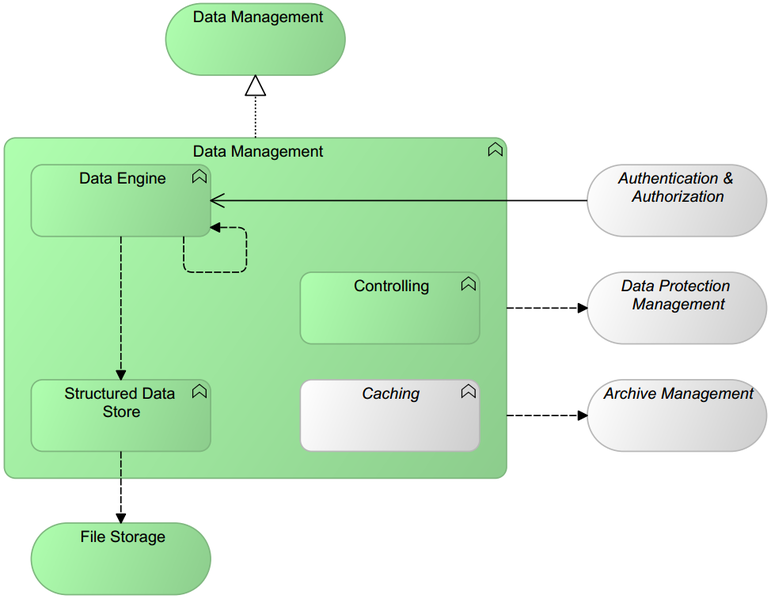 Data Management
Data Management
Data Engine
Authentication &
Authorization
Controlling
Data Protection
Management
Structured Data
Store
Caching
Archive Management
File Storage